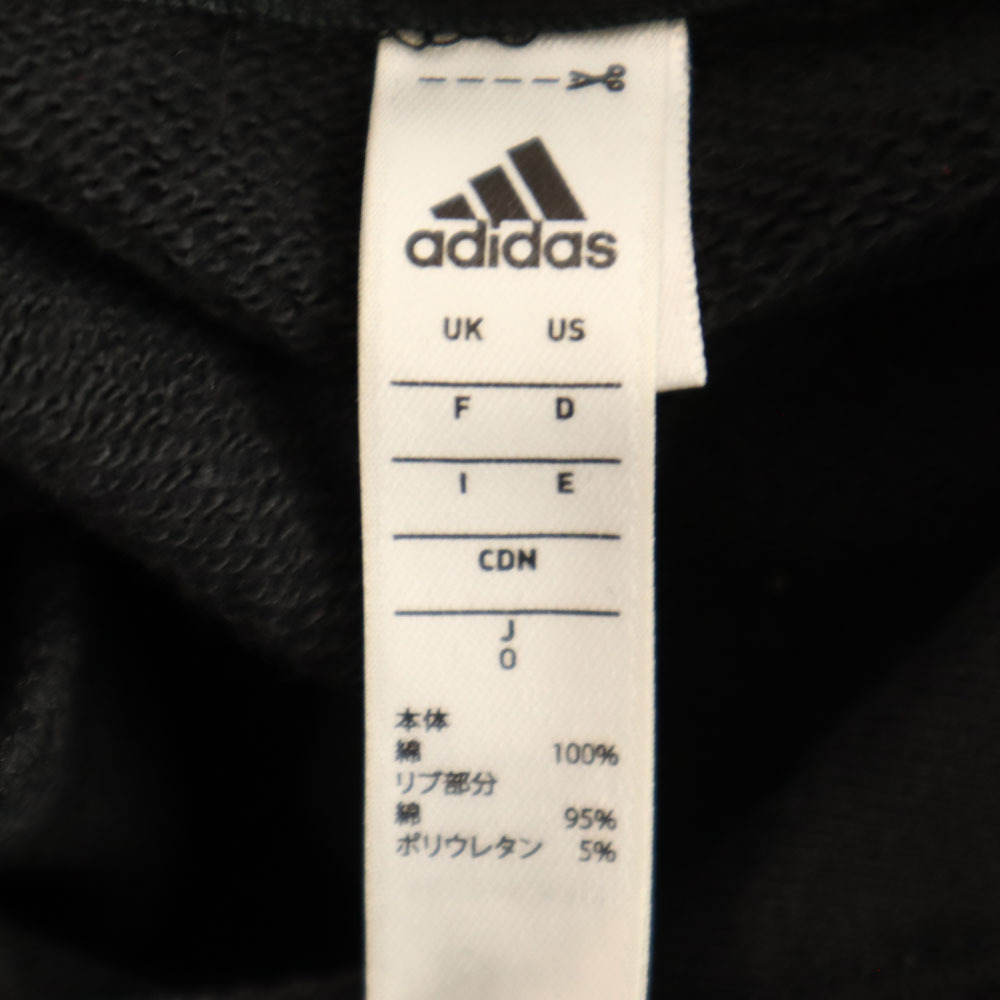 adidas
UK US
F D
I E
CDN
J
O
本体
綿 100%
リブ部分
綿 95%
ポリウレタン 5%